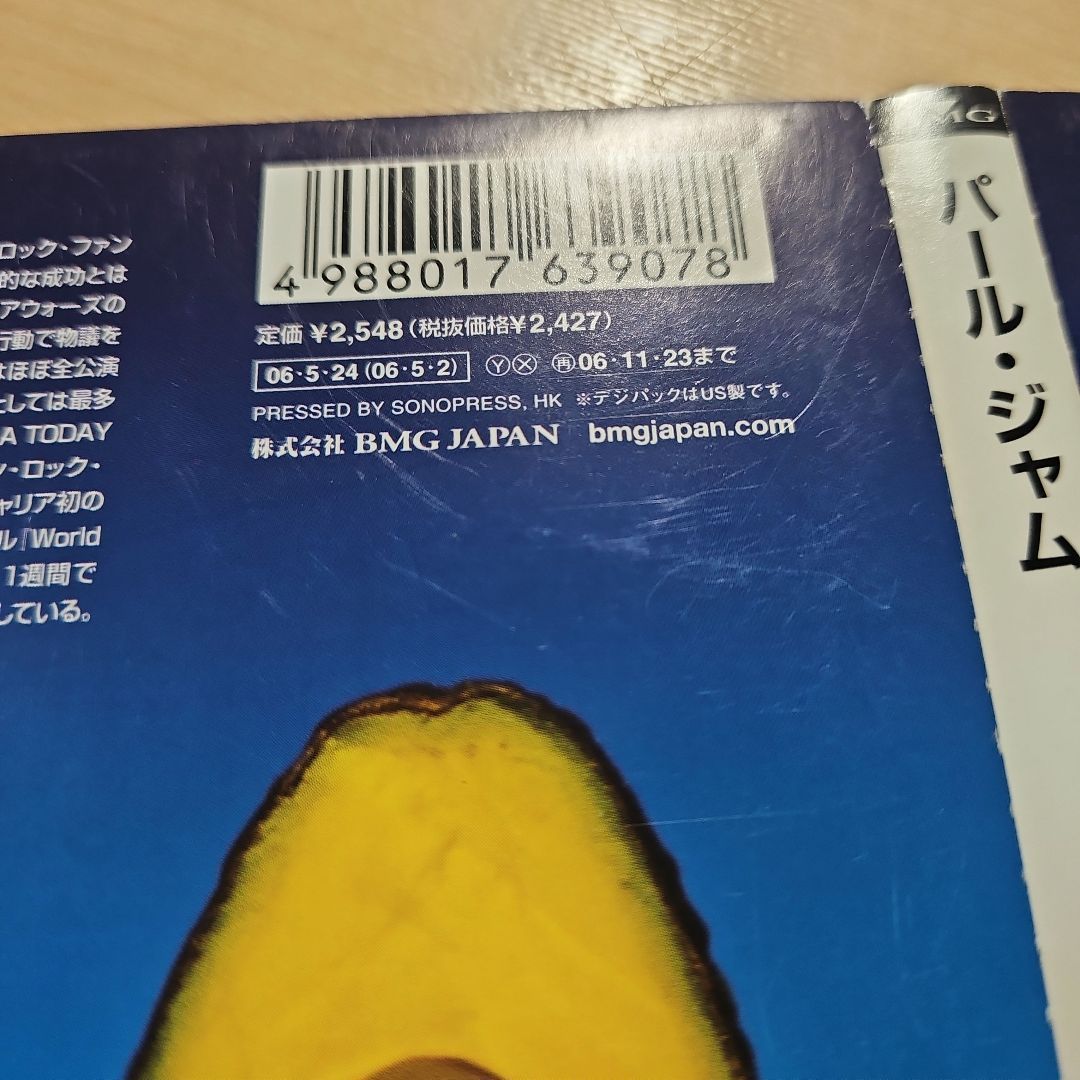 ロック・ファン
的な成功とは
アウォーズの
行動で物議を
はほぼ全公演
としては最多
A TODAY
ン・ロック・
ャリア初の
ル『World
1週間で
している。
4 988017 639078
定価 ¥2,548(税抜価格¥2,427)
06・5・24 (06・5・2) Ⓨ Ⓧ ㊢06・11・23まで
PRESSED BY SONOPRESS, HK ※デジパックはUS製です。
株式会社 BMG JAPAN bmgjapan.com
MG
パール・ジャム